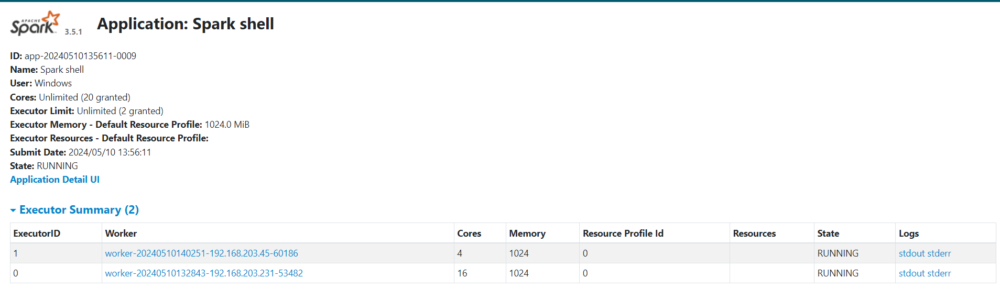 APACHE
Spark 3.5.1 Application: Spark shell
ID: app-20240510135611-0009
Name: Spark shell
User: Windows
Cores: Unlimited (20 granted)
Executor Limit: Unlimited (2 granted)
Executor Memory - Default Resource Profile: 1024.0 MiB
Executor Resources - Default Resource Profile:
Submit Date: 2024/05/10 13:56:11
State: RUNNING
Application Detail UI
Executor Summary (2)
ExecutorID Worker Cores Memory Resource Profile Id Resources State Logs
1 worker-20240510140251-192.168.203.45-60186 4 1024 0 RUNNING stdout stderr
0 worker-20240510132843-192.168.203.231-53482 16 1024 0 RUNNING stdout stderr